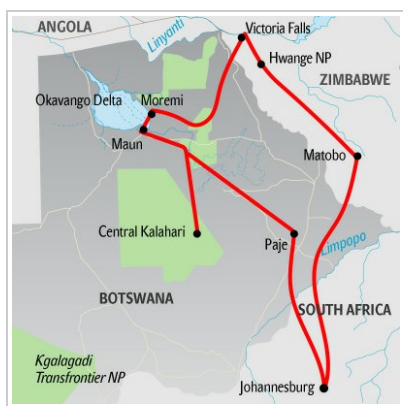 ANGOLA
Linyanti
Victoria Falls
Hwange NP
ZIMBABWE
Okavango Delta
Moremi
Maun
Matobo
Central Kalahari
Paje
Limpopo
BOTSWANA
SOUTH AFRICA
Kgalagadi
Transfrontier NP
Johannesburg